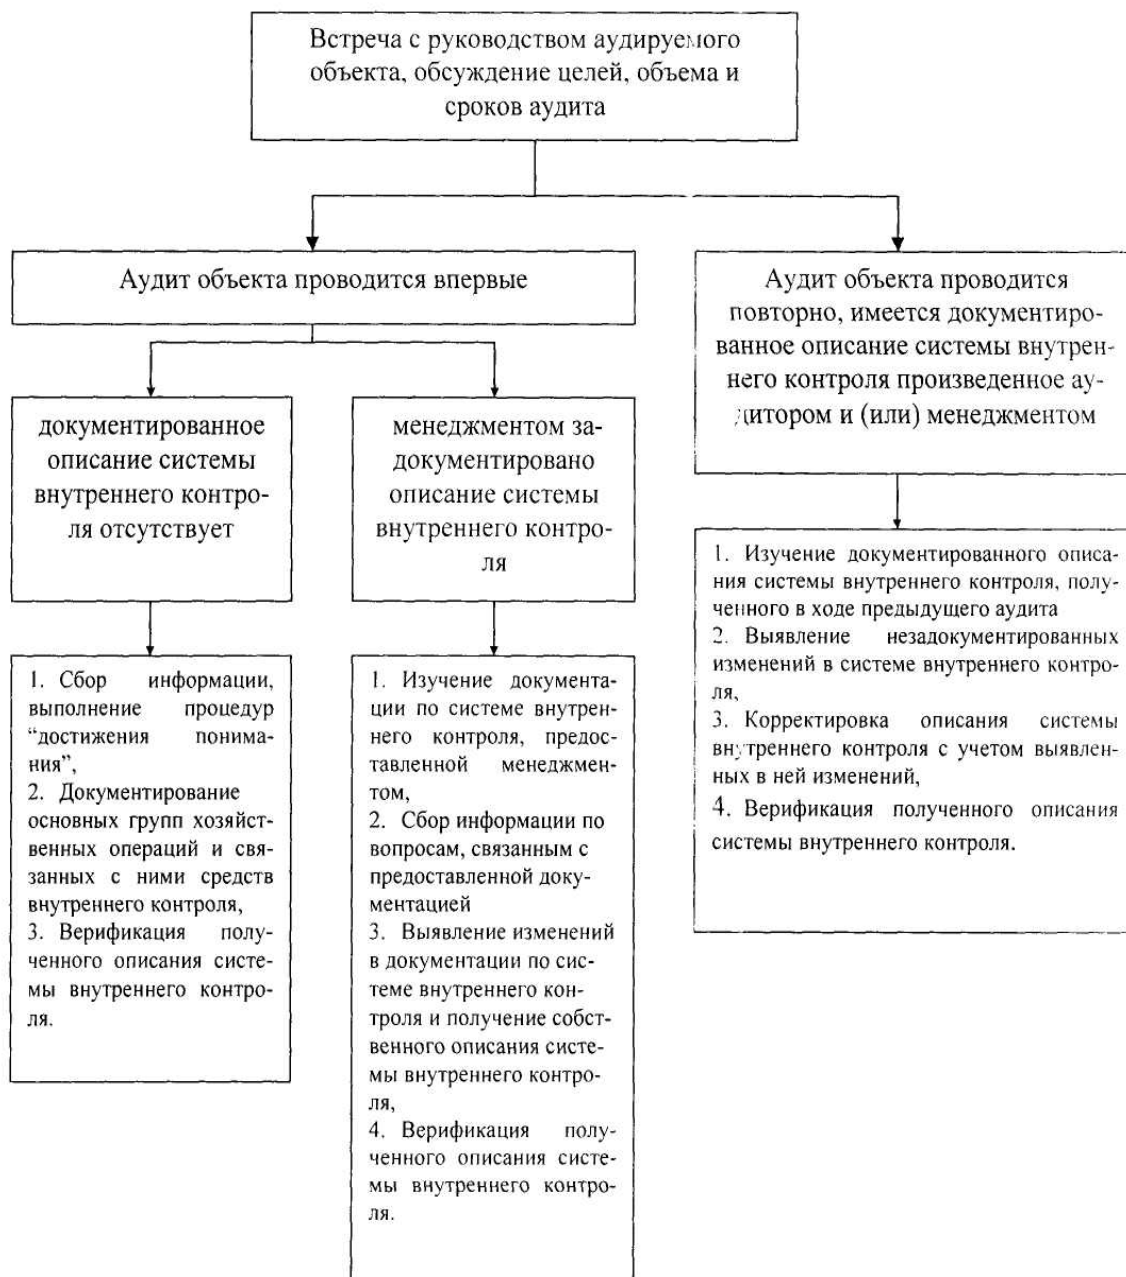 Встреча с руководством аудируемого
объекта, обсуждение целей, объема и
сроков аудита
Аудит объекта проводится впервые
Аудит объекта проводится
повторно, имеется документиро-
ванное описание системы внутрен-
него контроля произведенное ау-
дитором и (или) менеджментом
документированное
описание системы
внутреннего контро-
ля отсутствует
менеджментом за-
документировано
описание системы
внутреннего контро-
ля
1. Сбор информации,
выполнение процедур
“достижения понима-
ния”,
2. Документирование
основных групп хозяйст-
венных операций и свя-
занных с ними средств
внутреннего контроля,
3. Верификация полу-
ченного описания систе-
мы внутреннего контро-
ля.
1. Изучение документа-
ции по системе внутрен-
него контроля, предос-
тавленной менеджмен-
том,
2. Сбор информации по
вопросам, связанным с
предоставленной доку-
ментацией
3. Выявление изменений
в документации по сис-
теме внутреннего кон-
троля и получение собст-
венного описания систе-
мы внутреннего контро-
ля,
4. Верификация полу-
ченного описания систе-
мы внутреннего контро-
ля.
1. Изучение документированного описа-
ния системы внутреннего контроля, полу-
ченного в ходе предыдущего аудита
2. Выявление незадокументированных
изменений в системе внутреннего контро-
ля,
3. Корректировка описания системы
внутреннего контроля с учетом выявлен-
ных в ней изменений,
4. Верификация полученного описания
системы внутреннего контроля.